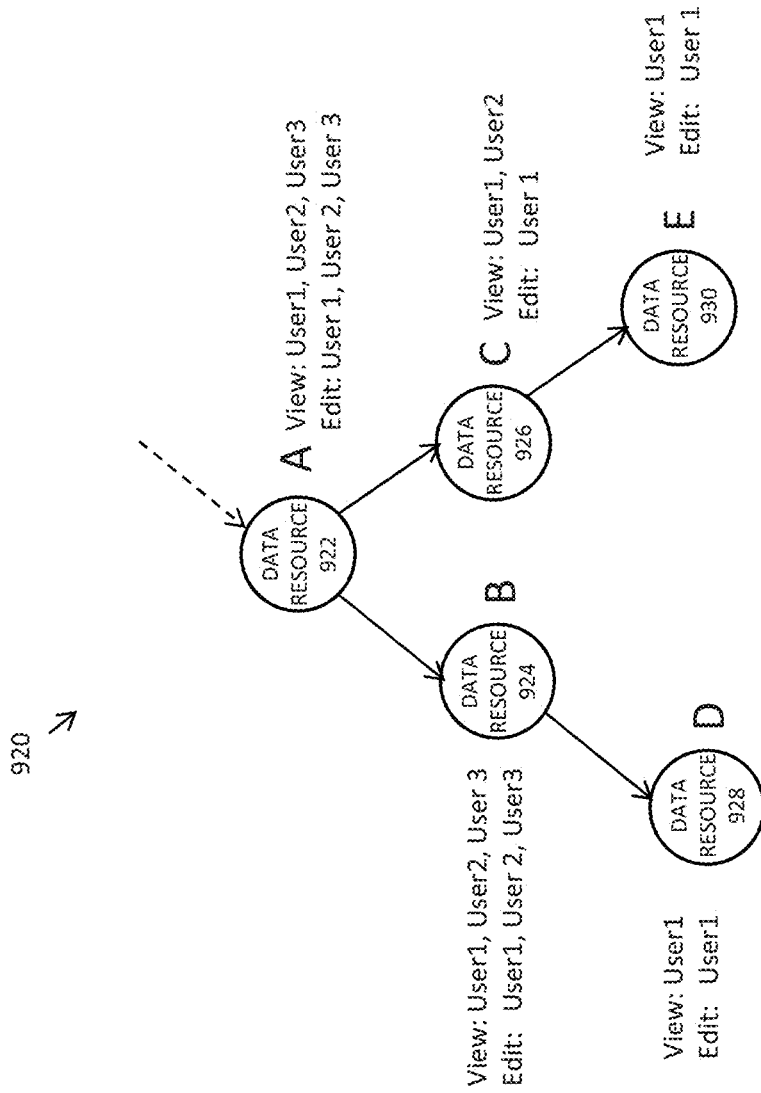 920
DATA
RESOURCE
922
A
View: User1, User2, User3
Edit: User 1, User 2, User 3
DATA
RESOURCE
924
B
View: User1, User2, User 3
Edit: User1, User 2, User3
DATA
RESOURCE
926
C
View: User1, User2
Edit: User 1
DATA
RESOURCE
928
D
View: User1
Edit: User1
DATA
RESOURCE
930
E
View: User1
Edit: User 1